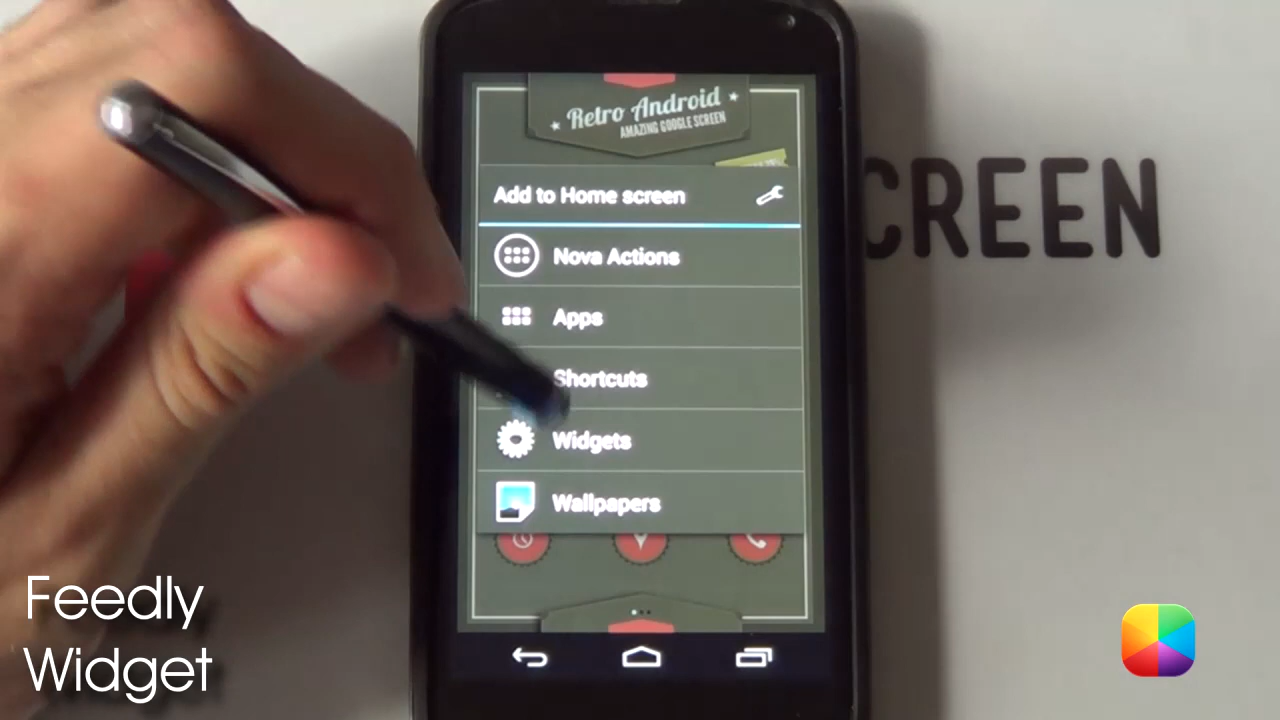 Retro Android
AMAZING GOOGLE SCREEN
Add to Home screen
Nova Actions
Apps
Shortcuts
Widgets
Wallpapers
CREEN
Feedly
Widget